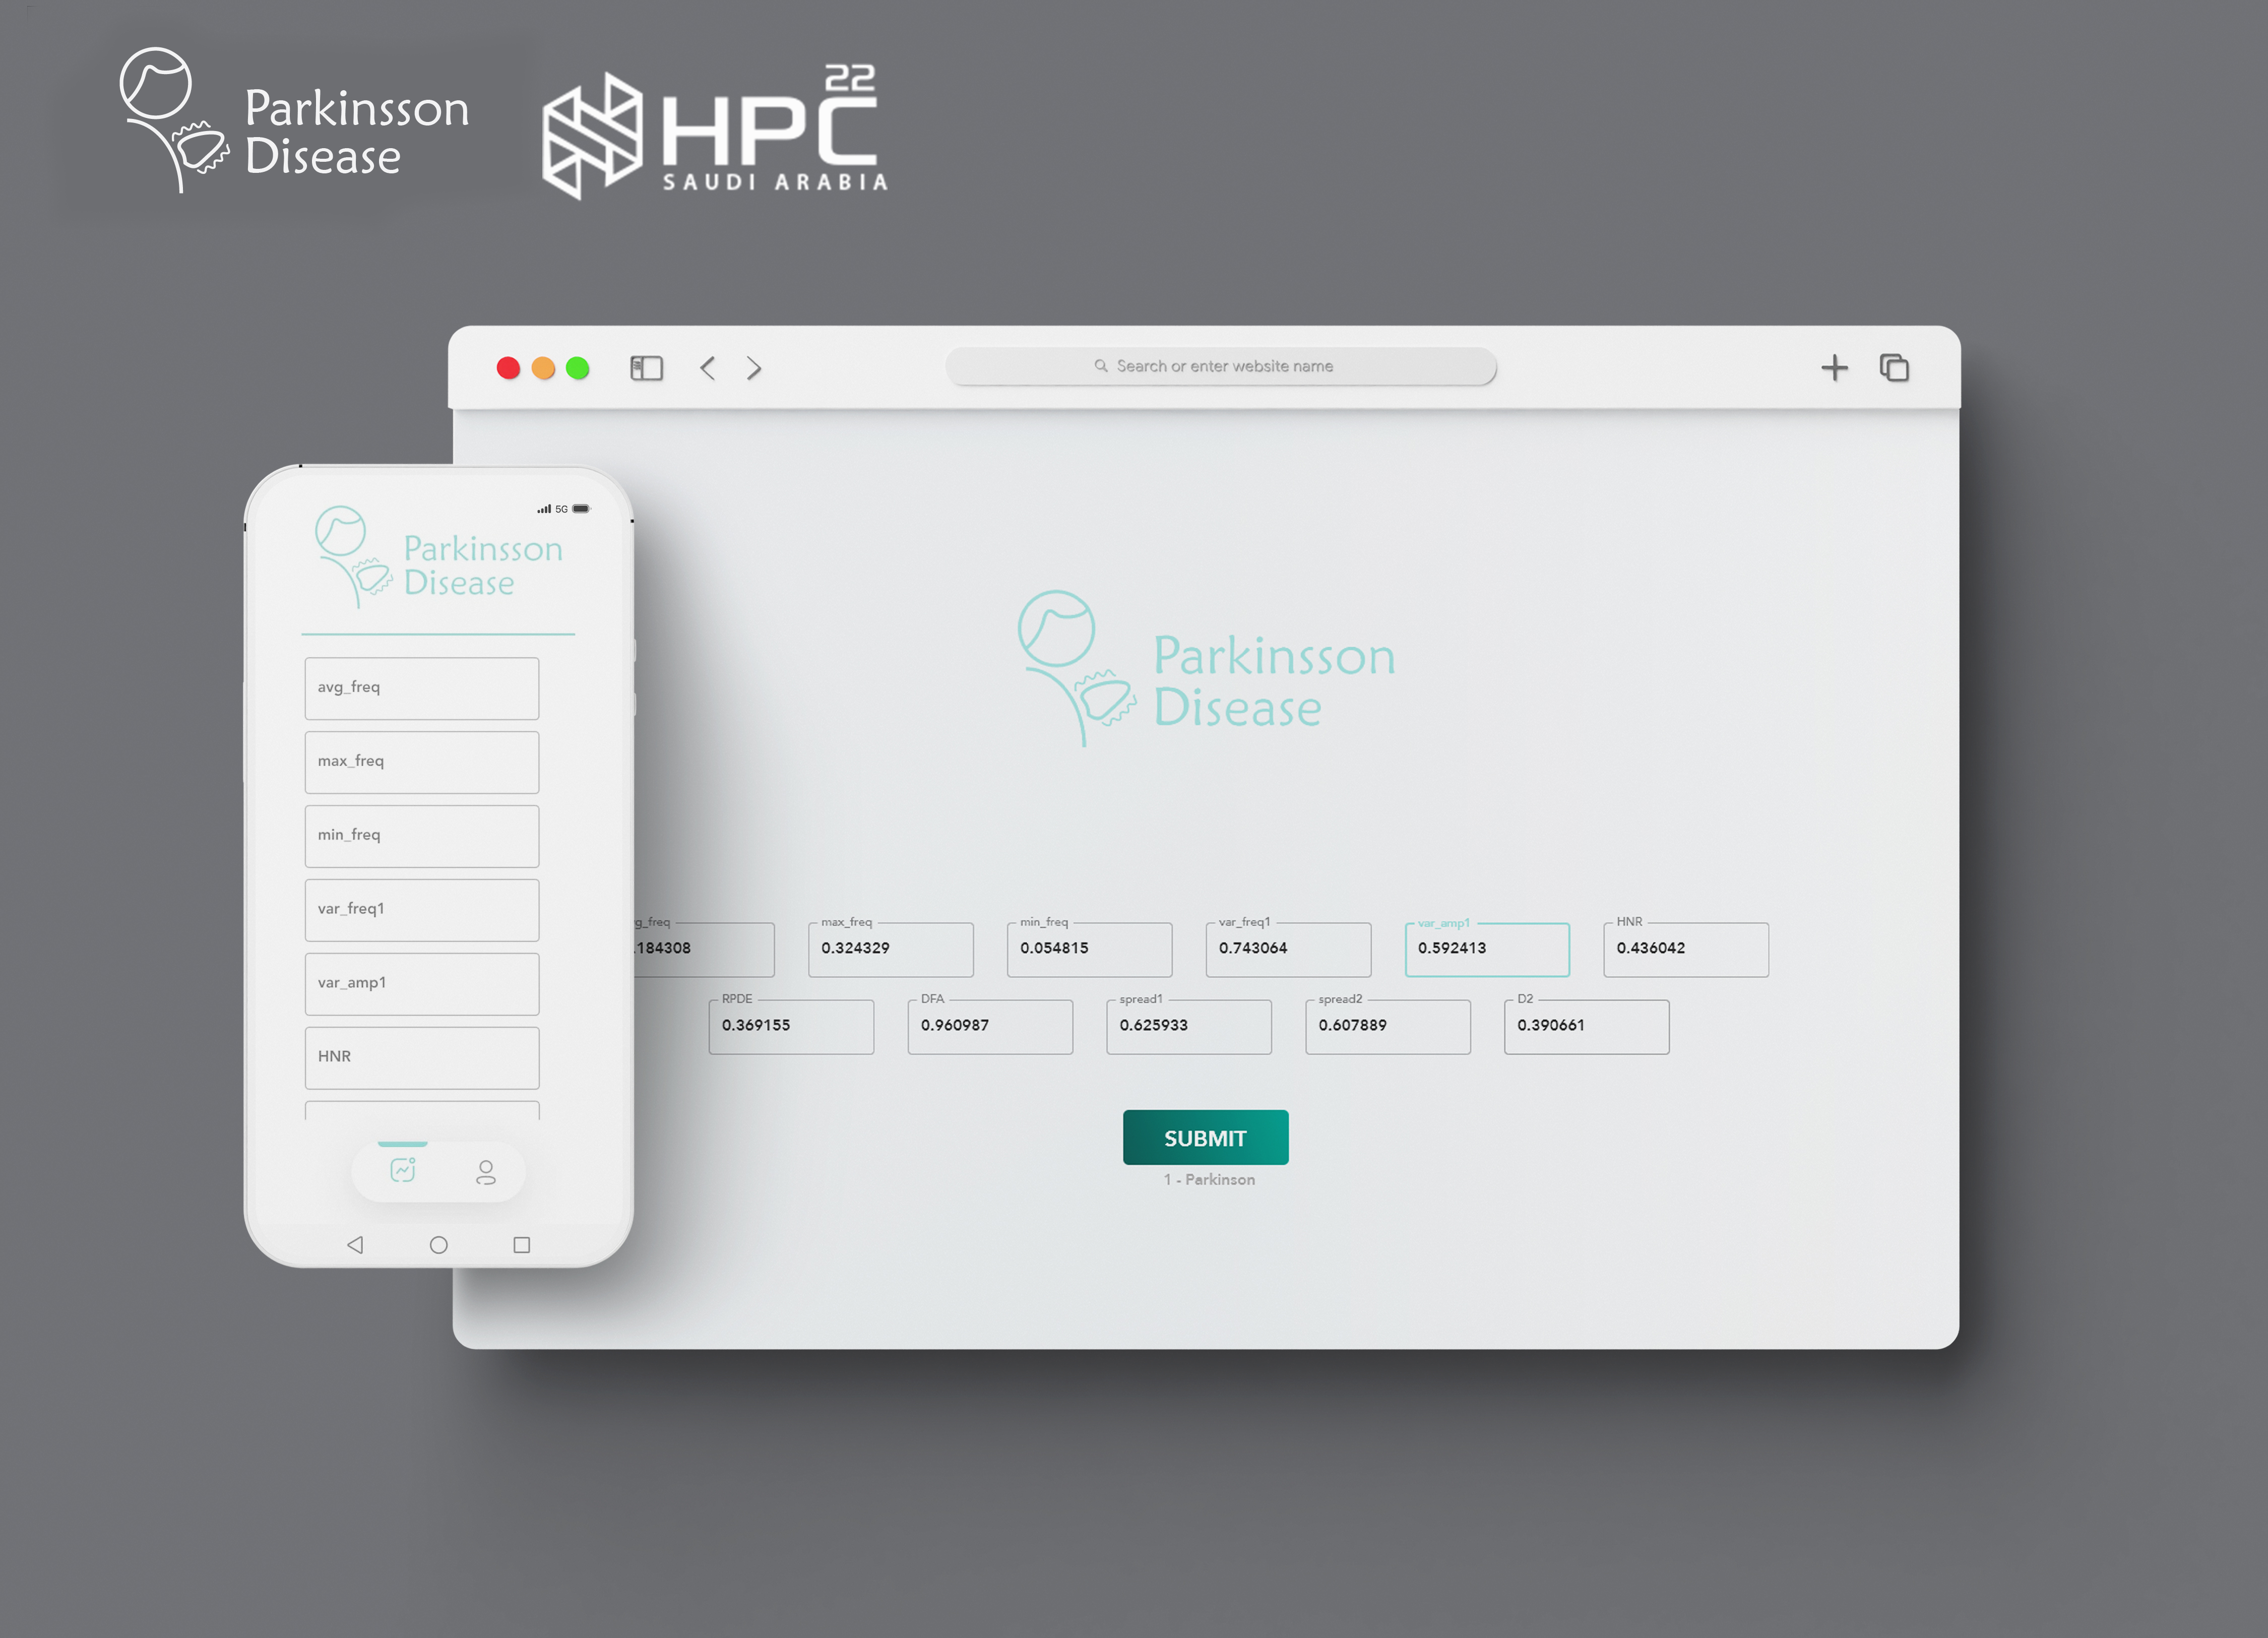 Parkinsson
Disease
HPC
22
SAUDI ARABIA
Search or enter website name
5G
Parkinsson
Disease
avg_freq
max_freq
min_freq
var_freq1
var_amp1
HNR
Parkinsson
Disease
g_freq max_freq min_freq var_freq1 var_amp1 HNR
.184308 0.324329 0.054815 0.743064 0.592413 0.436042
RPDE DFA spread1 spread2 D2
0.369155 0.960987 0.625933 0.607889 0.390661
SUBMIT
1 - Parkinson